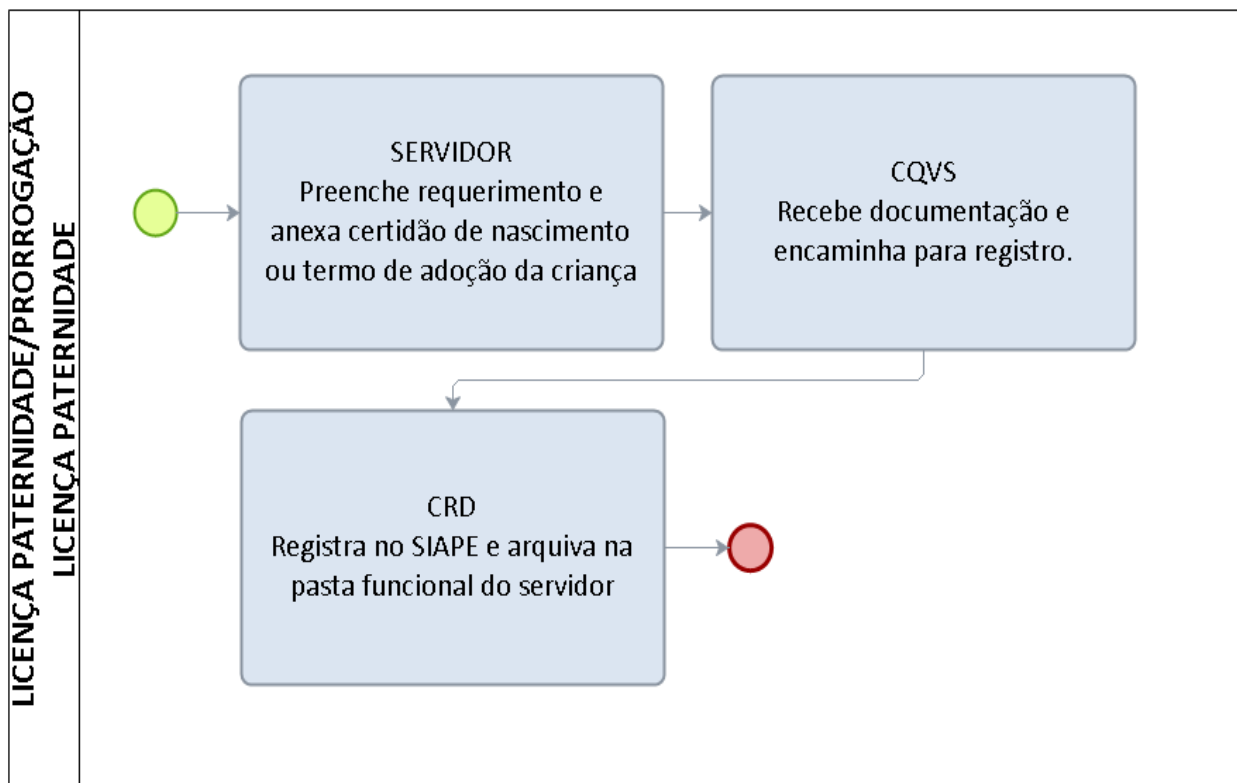 LICENÇA PATERNIDADE/PRORROGAÇÃO
LICENÇA PATERNIDADE
SERVIDOR
Preenche requerimento e
anexa certidão de nascimento
ou termo de adoção da criança
CQVS
Recebe documentação e
encaminha para registro.
CRD
Registra no SIAPE e arquiva na
pasta funcional do servidor